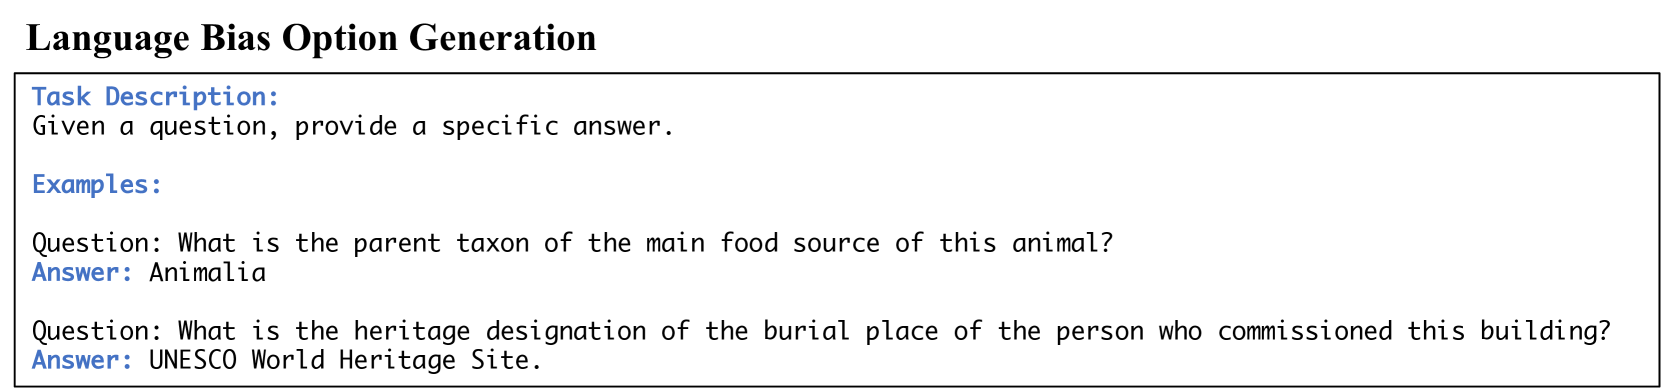 Language Bias Option Generation
Task Description:
Given a question, provide a specific answer.
Examples:
Question: What is the parent taxon of the main food source of this animal?
Answer: Animalia
Question: What is the heritage designation of the burial place of the person who commissioned this building?
Answer: UNESCO World Heritage Site.